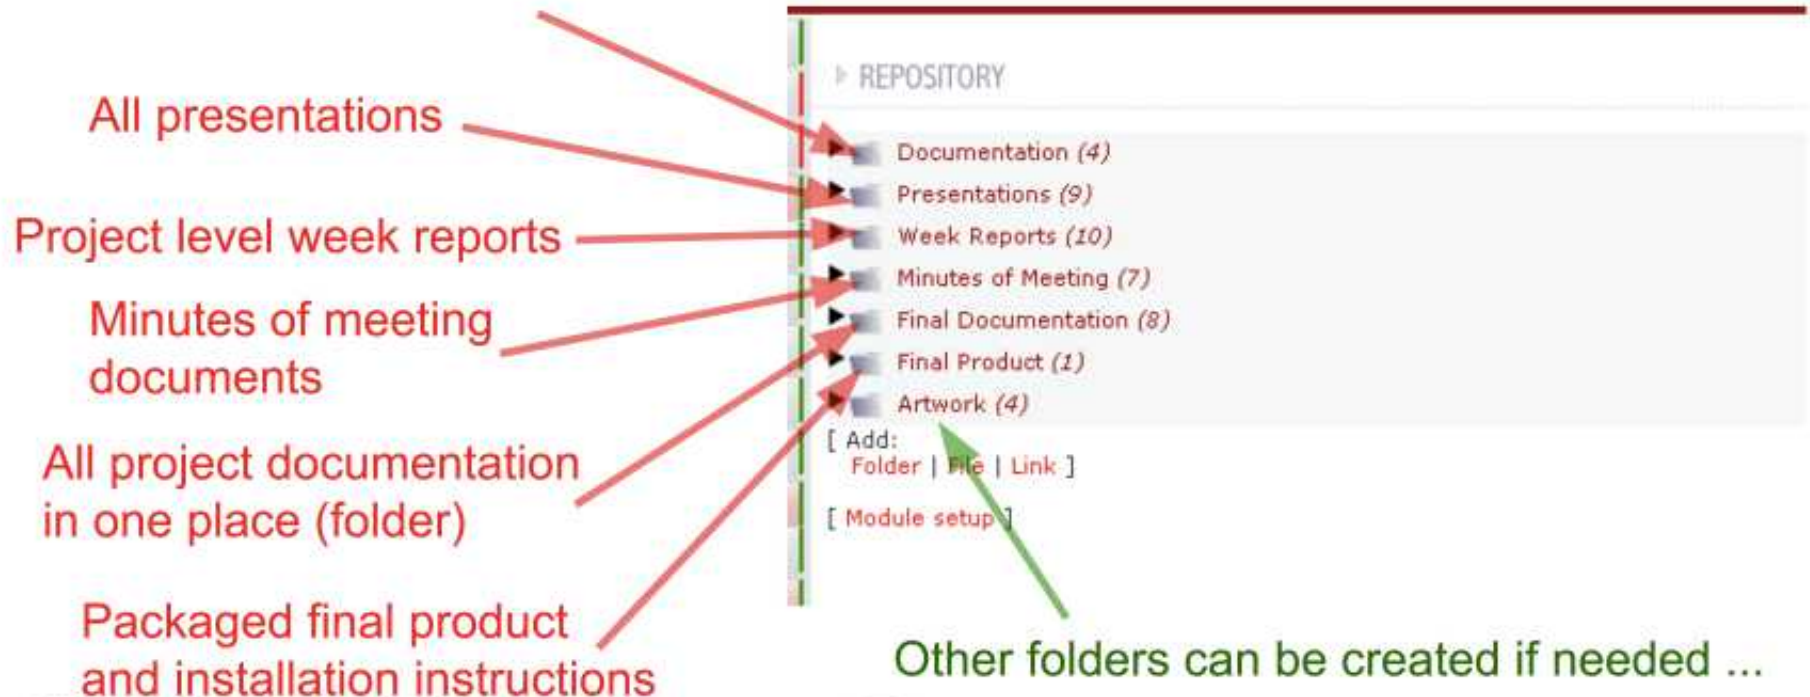 REPOSITORY
All presentations
Documentation (4)
Presentations (9)
Project level week reports
Week Reports (10)
Minutes of Meeting (7)
Minutes of meeting
documents
Final Documentation (8)
Final Product (1)
Artwork (4)
[ Add:
Folder | File | Link ]
All project documentation
in one place (folder)
[ Module setup ]
Packaged final product
and installation instructions
Other folders can be created if needed ...